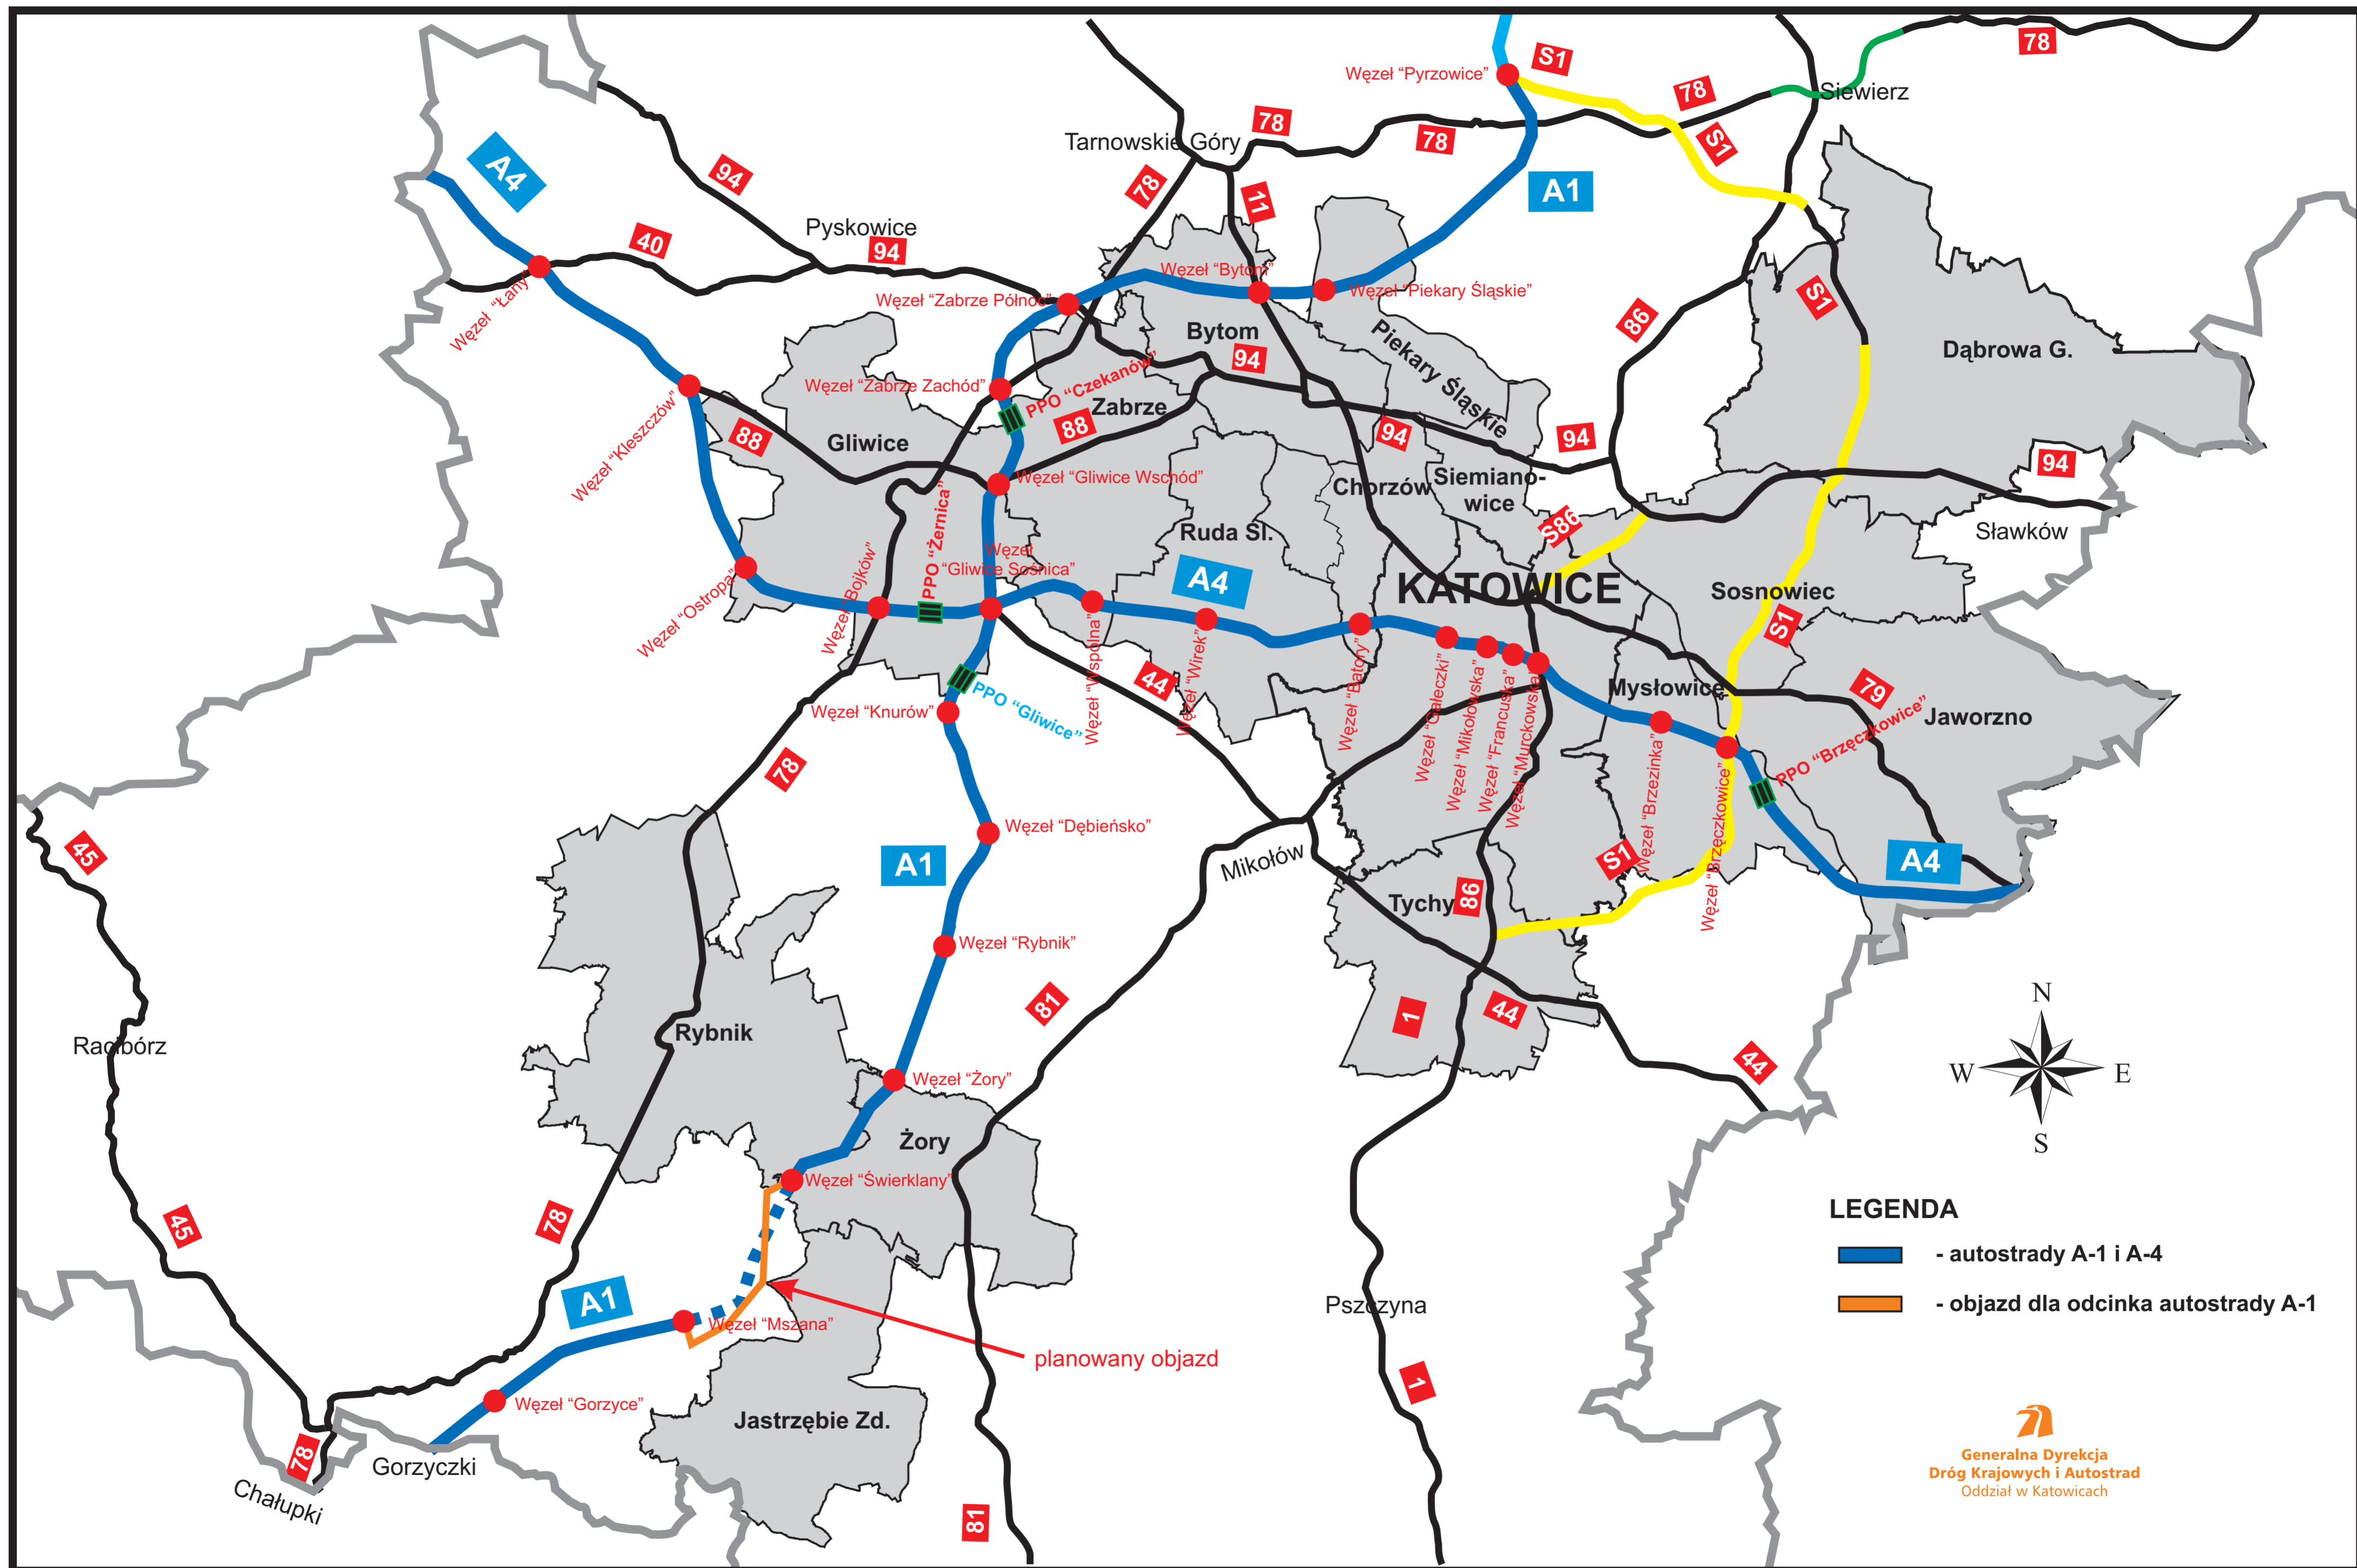 78
S1
Węzeł “Pyrzowice”
78
Siewierz
A4
Tarnowskie Góry
78
78
S1
94
78
11
A1
Pyskowice
40
94
Węzeł “Bytom”
Węzeł “Łany”
Węzeł “Zabrze Północ”
Węzeł “Piekary Śląskie”
S1
86
Bytom
Piekary Śląskie
Dąbrowa G.
94
Węzeł “Zabrze Zachód”
PPO “Czekanów”
Zabrze
Węzeł “Kleszczów”
88
Gliwice
88
94
94
94
Węzeł “Gliwice Wschód”
Chorzów
Siemiano-
wice
PPO “Żernica”
Ruda Śl.
S86
Sławków
Węzeł
“Gliwice Sośnica”
A4
KATOWICE
Sosnowiec
Węzeł “Ostropa”
Węzeł “Bojków”
S1
44
Mysłowice
79
Jaworzno
PPO “Gliwice”
Węzeł “Knurów”
Węzeł “Wspólna”
Węzeł “Wirek”
Węzeł “Batory”
Węzeł “Gałeczki”
Węzeł “Mikołowska”
Węzeł “Francuska”
Węzeł “Murckowska”
Węzeł “Brzezinka”
Węzeł “Brzęczkowice”
PPO “Brzęczkowice”
78
Węzeł “Dębieńsko”
45
A1
Mikołów
S1
A4
Tychy
86
Węzeł “Rybnik”
81
1
44
N
W
E
S
Rybnik
Racibórz
44
Węzeł “Żory”
Żory
Węzeł “Świerklany”
45
78
LEGENDA
- autostrady A-1 i A-4
- objazd dla odcinka autostrady A-1
A1
Węzeł “Mszana”
Pszczyna
planowany objazd
1
Węzeł “Gorzyce”
Jastrzębie Zd.
78
Gorzyczki
Chałupki
81
Generalna Dyrekcja
Dróg Krajowych i Autostrad
Oddział w Katowicach